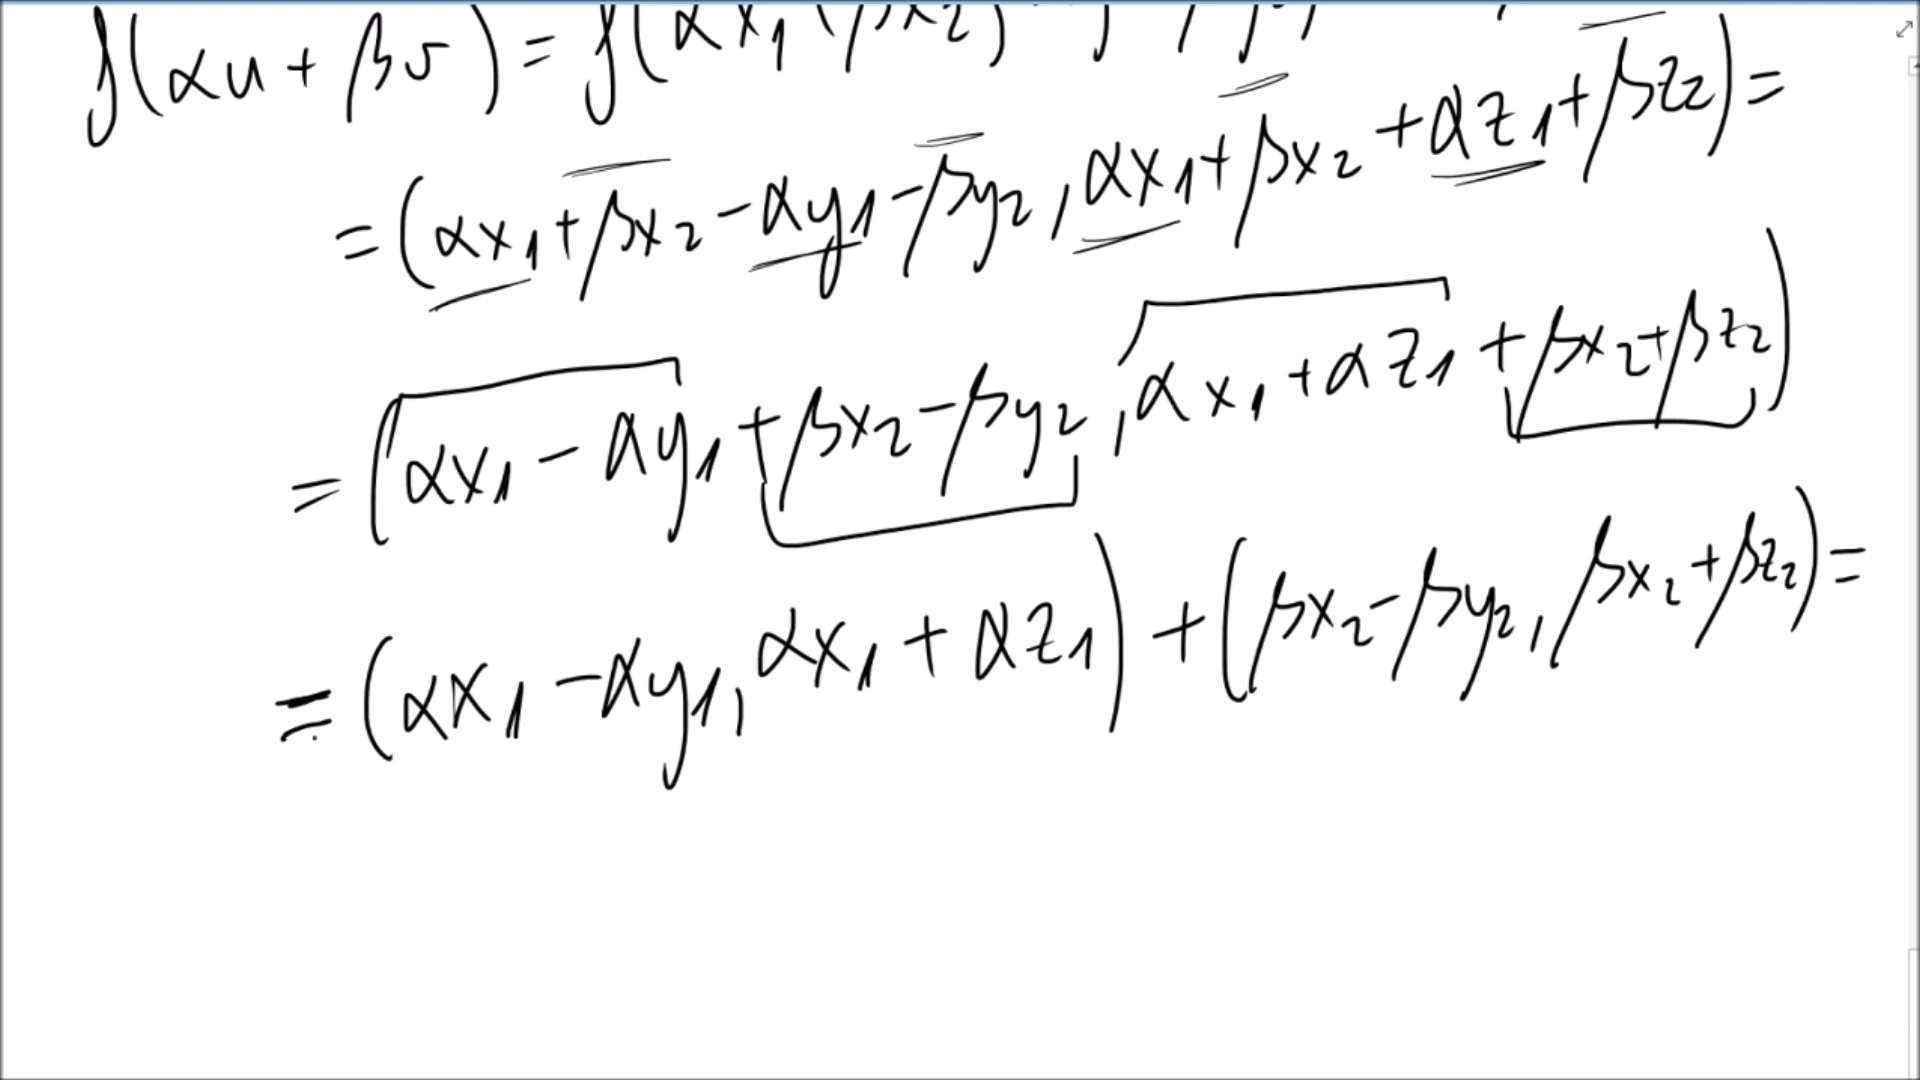 f(αu + βv) = f(αx₁ + βx₂,
= (αx₁ + βx₂ - αy₁ - βy₂, αx₁ + βx₂ + αz₁ + βz₂) =
= (αx₁ - αy₁ + βx₂ - βy₂, αx₁ + αz₁ + βx₂ + βz₂)
= (αx₁ - αy₁, αx₁ + αz₁) + (βx₂ - βy₂, βx₂ + βz₂) =